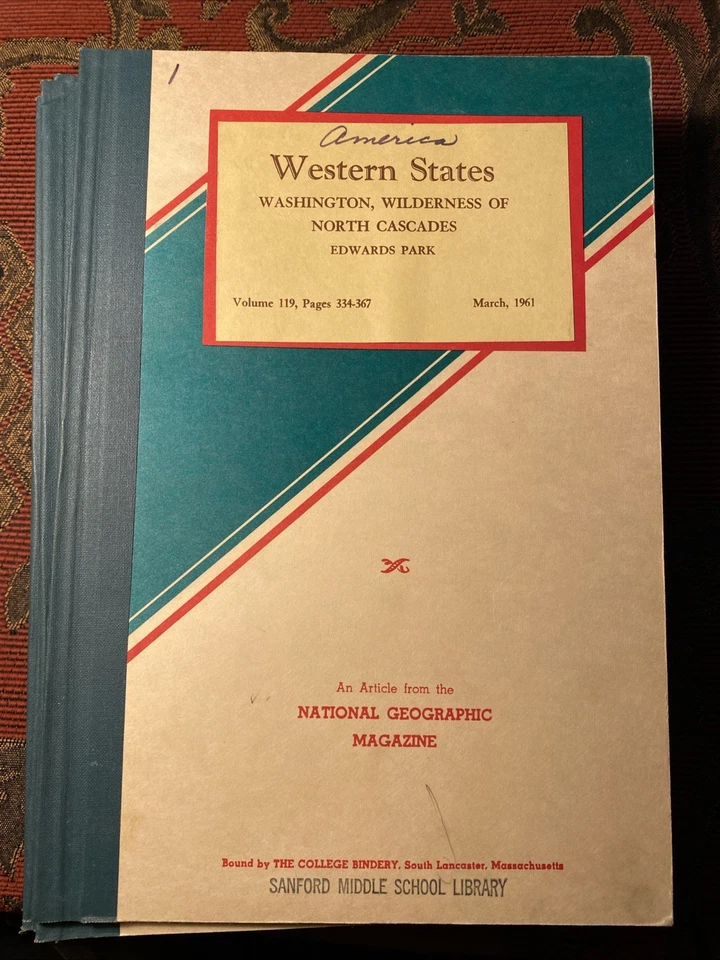 1
America
Western States
WASHINGTON, WILDERNESS OF
NORTH CASCADES
EDWARDS PARK
Volume 119, Pages 334-367 March, 1961
An Article from the
NATIONAL GEOGRAPHIC
MAGAZINE
Bound by THE COLLEGE BINDERY, South Lancaster, Massachusetts
SANFORD MIDDLE SCHOOL LIBRARY